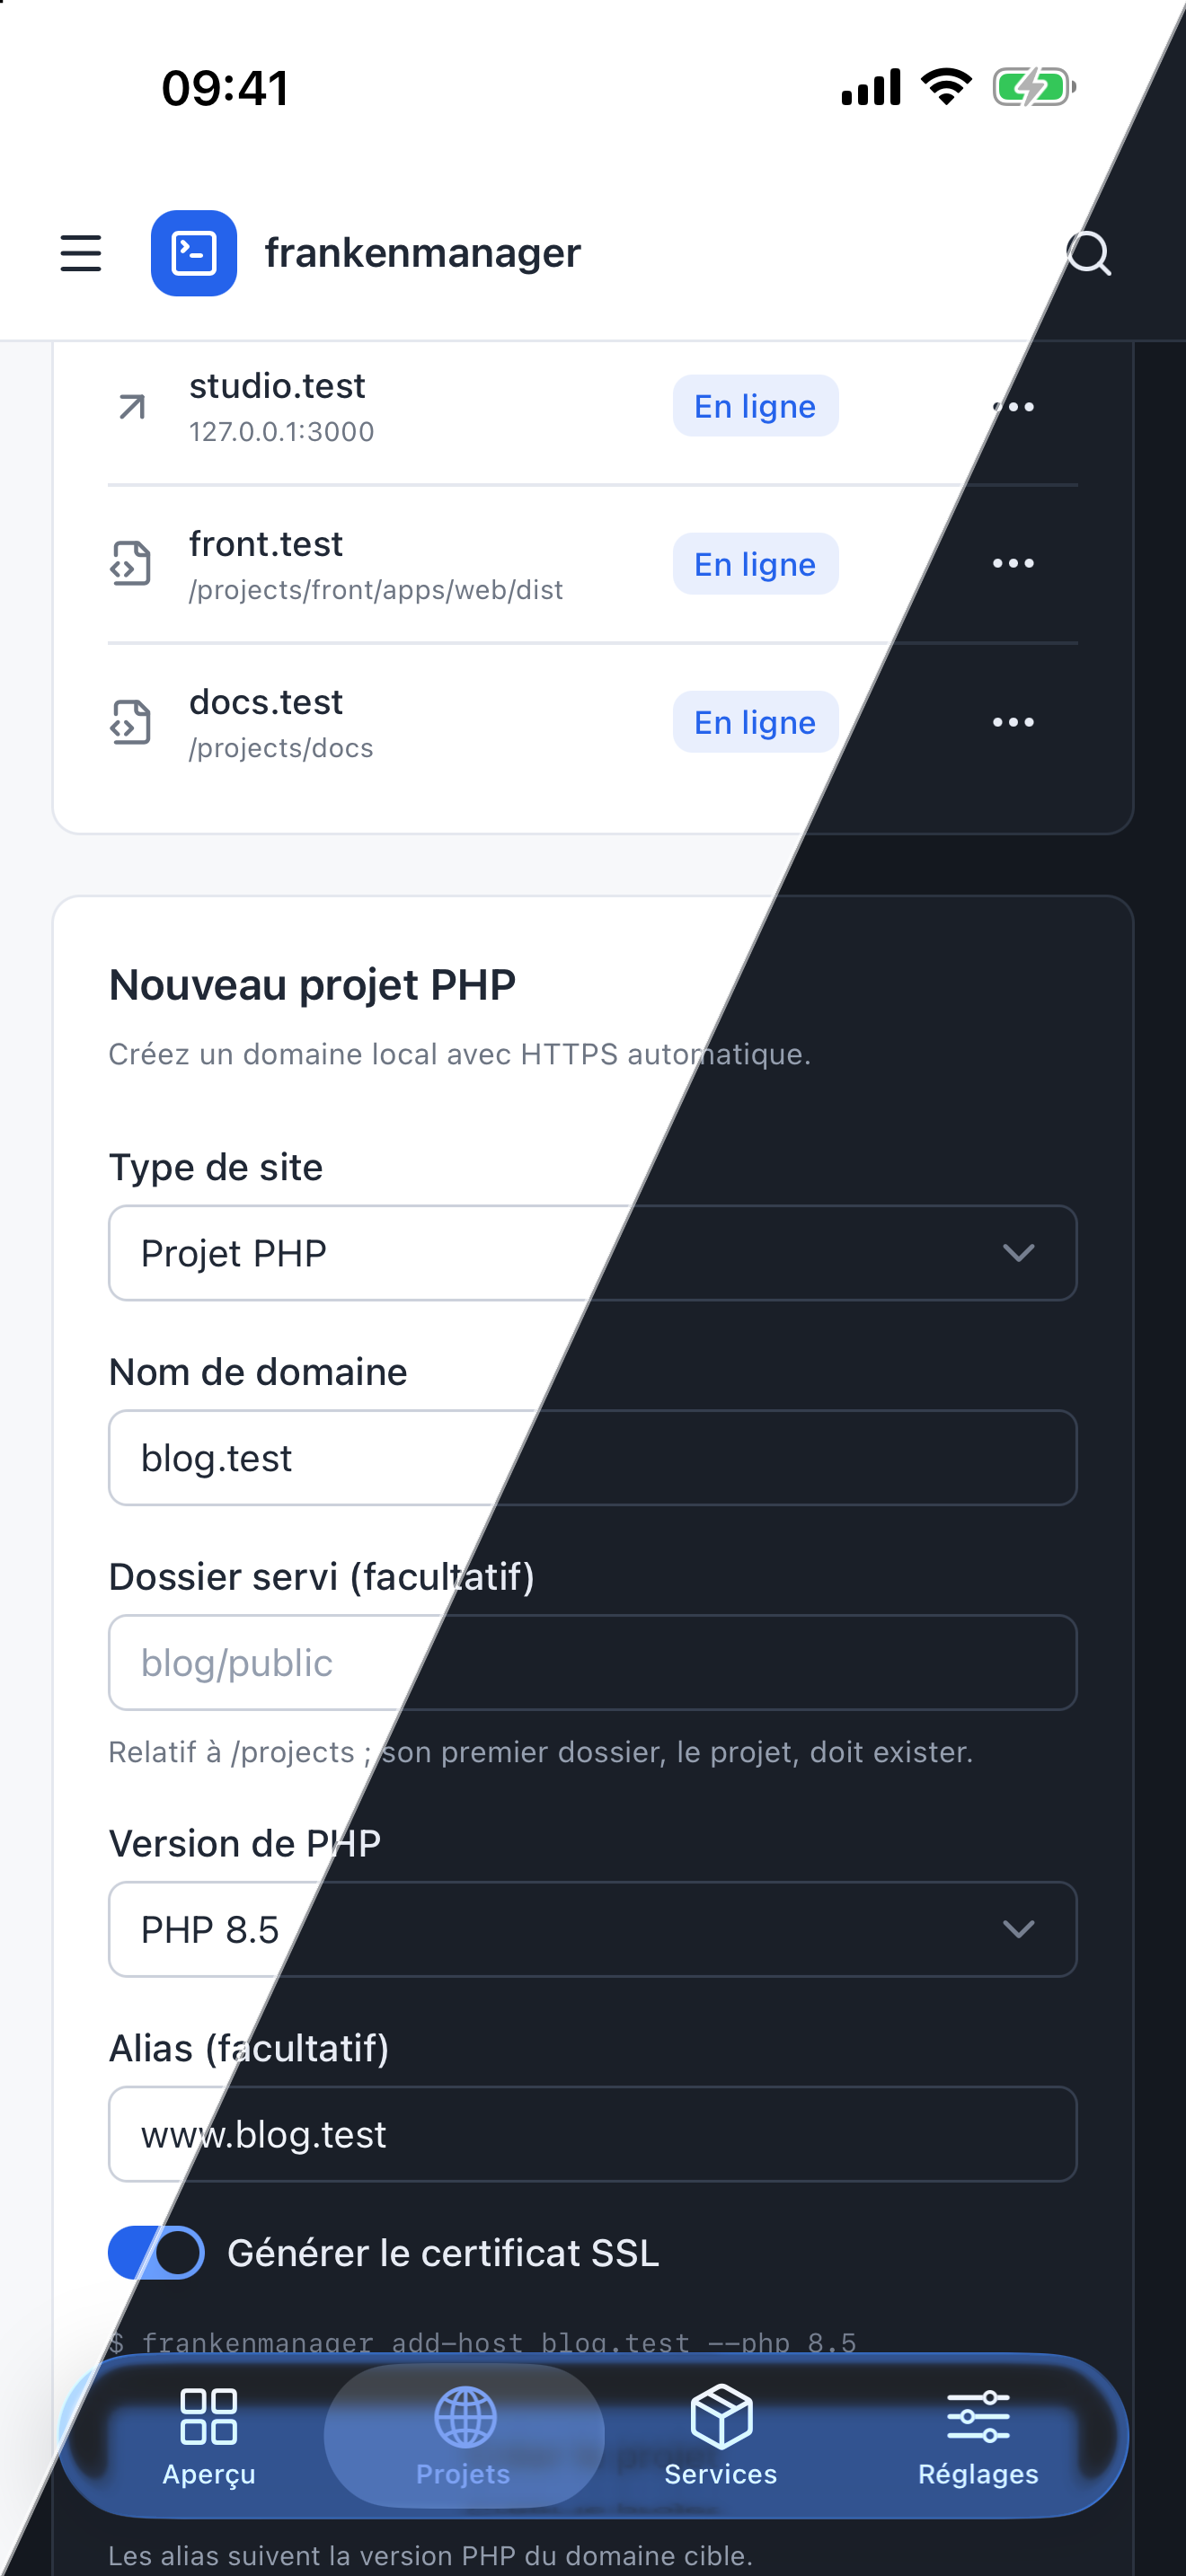 09:41
frankenmanager
studio.test
127.0.0.1:3000
En ligne
front.test
/projects/front/apps/web/dist
En ligne
docs.test
/projects/docs
En ligne
Nouveau projet PHP
Créez un domaine local avec HTTPS automatique.
Type de site
Projet PHP
Nom de domaine
blog.test
Dossier servi (facultatif)
blog/public
Relatif à /projects ; son premier dossier, le projet, doit exister.
Version de PHP
PHP 8.5
Alias (facultatif)
www.blog.test
Générer le certificat SSL
$ frankenmanager add-host blog.test --php 8.5
Aperçu
Projets
Services
Réglages
Les alias suivent la version PHP du domaine cible.